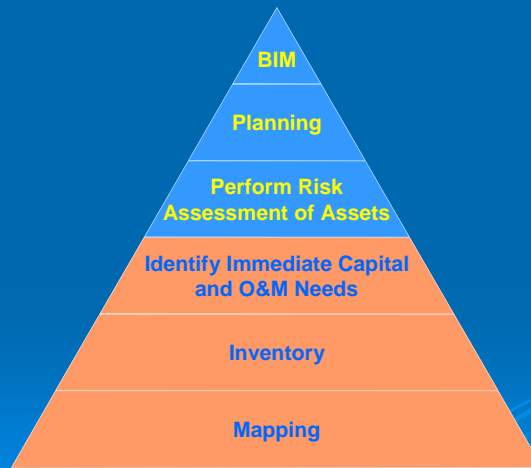 BIM
Planning
Perform Risk
Assessment of Assets
Identify Immediate Capital
and O&M Needs
Inventory
Mapping